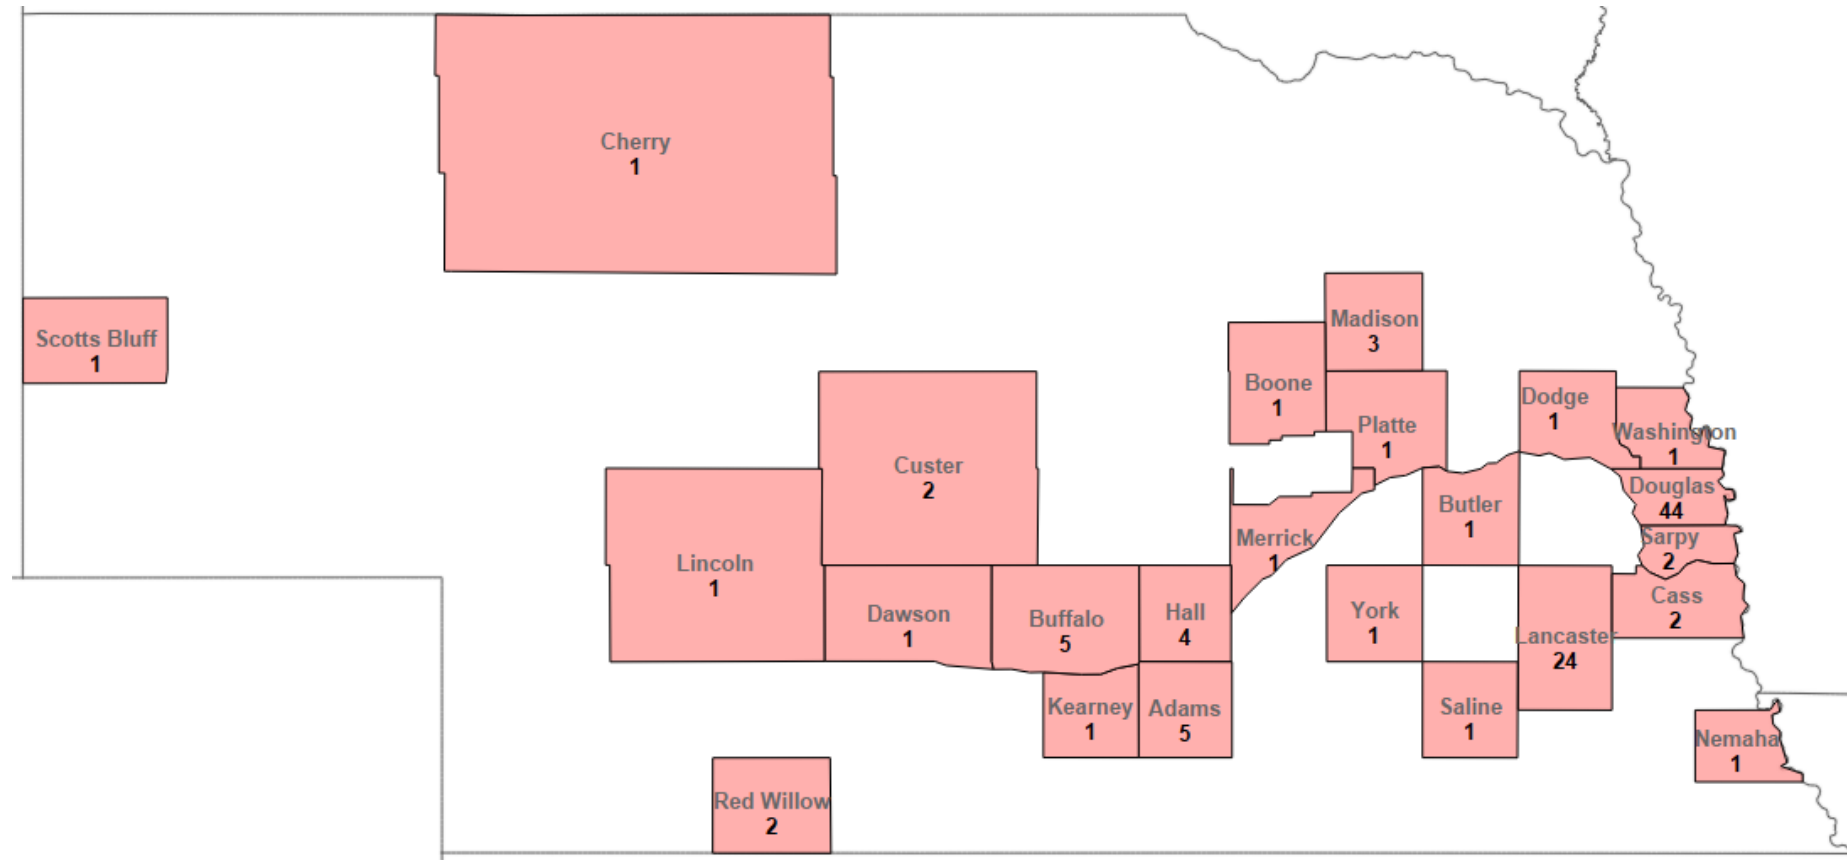 Cherry
1
Scotts Bluff
1
Madison
3
Boone
1
Platte
1
Dodge
1
Washington
1
Custer
2
Douglas
44
Butler
1
Sarpy
2
Merrick
1
Lincoln
1
Dawson
1
Buffalo
5
Hall
4
York
1
Lancaster
24
Cass
2
Kearney
1
Adams
5
Saline
1
Nemaha
1
Red Willow
2